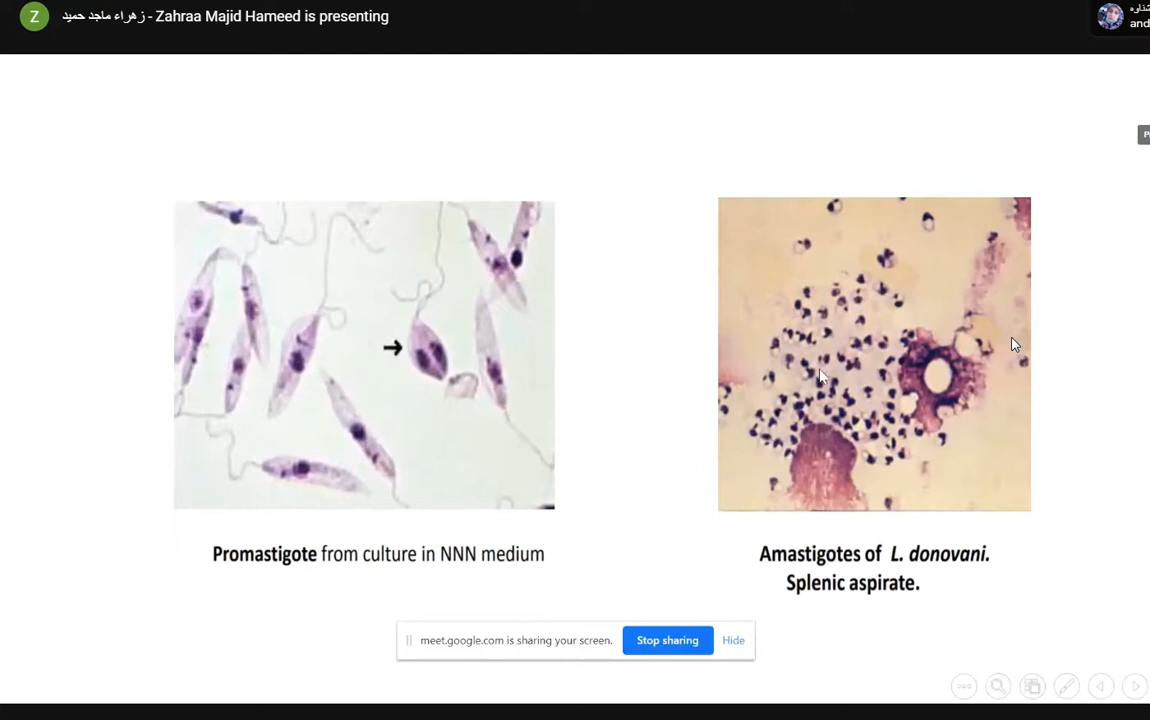 Z
زهراء ماجد حميد - Zahraa Majid Hameed is presenting
and
Promastigote from culture in NNN medium
Amastigotes of L. donovani.
Splenic aspirate.
meet.google.com is sharing your screen.
Stop sharing
Hide